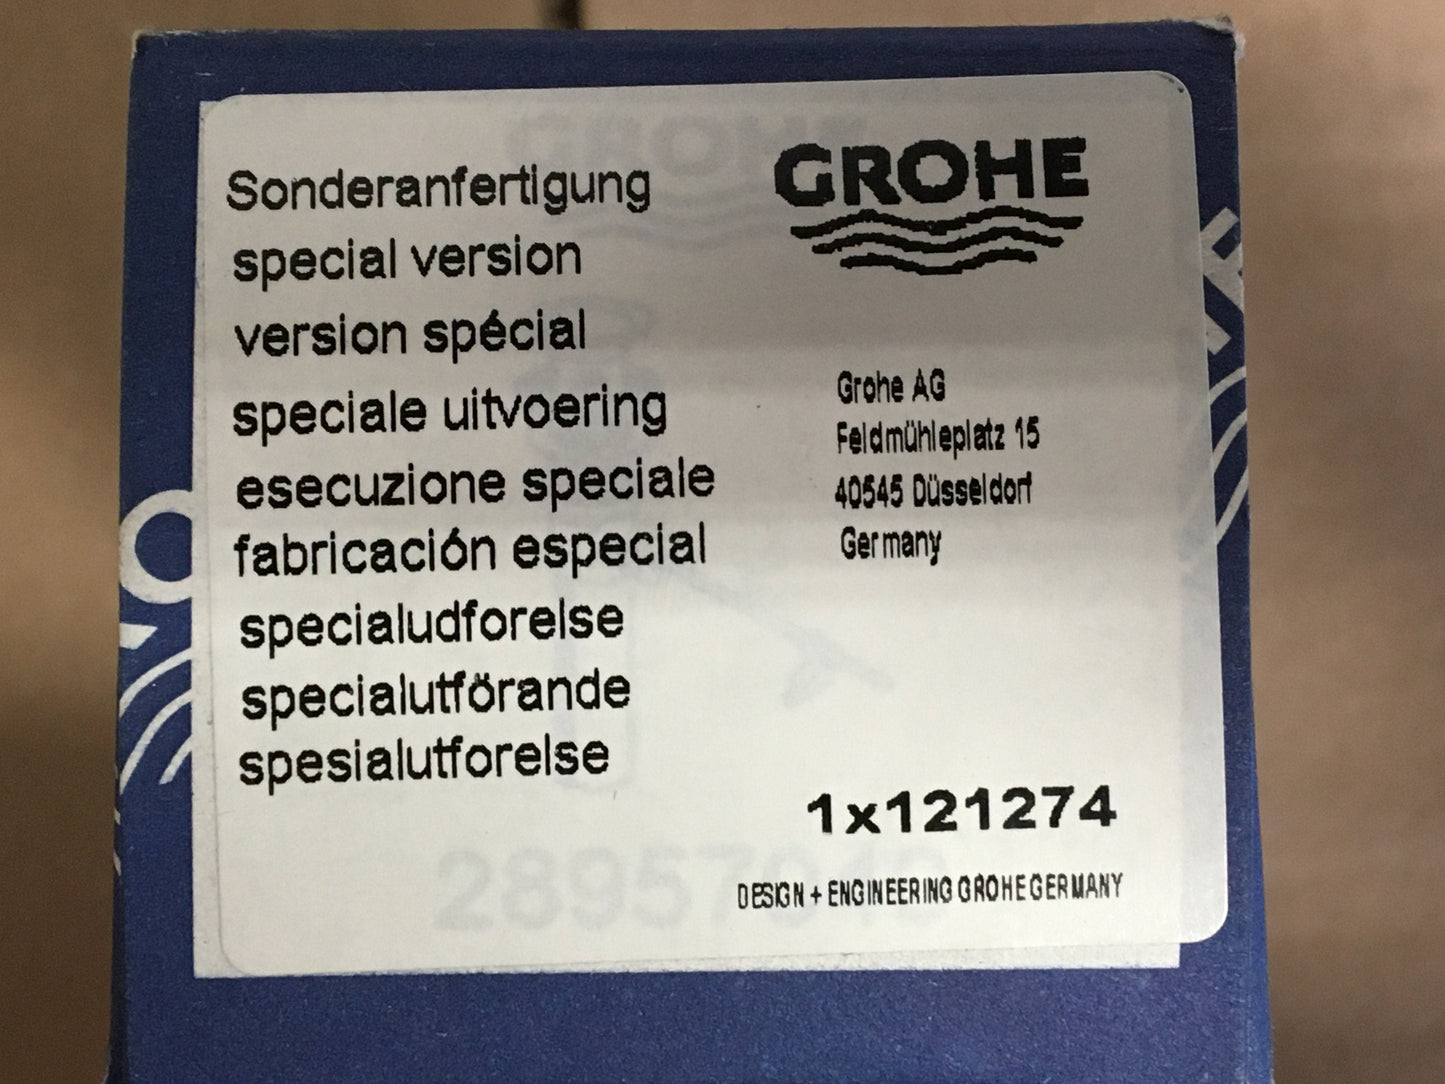 Sonderanfertigung
special version
version spécial
speciale uitvoering
esecuzione speciale
fabricación especial
specialudforelse
specialutförande
spesialutforelse
GROHE
Grohe AG
Feldmühleplatz 15
40545 Düsseldorf
Germany
1x121274
DESIGN + ENGINEERING GROHE GERMANY
GROHE